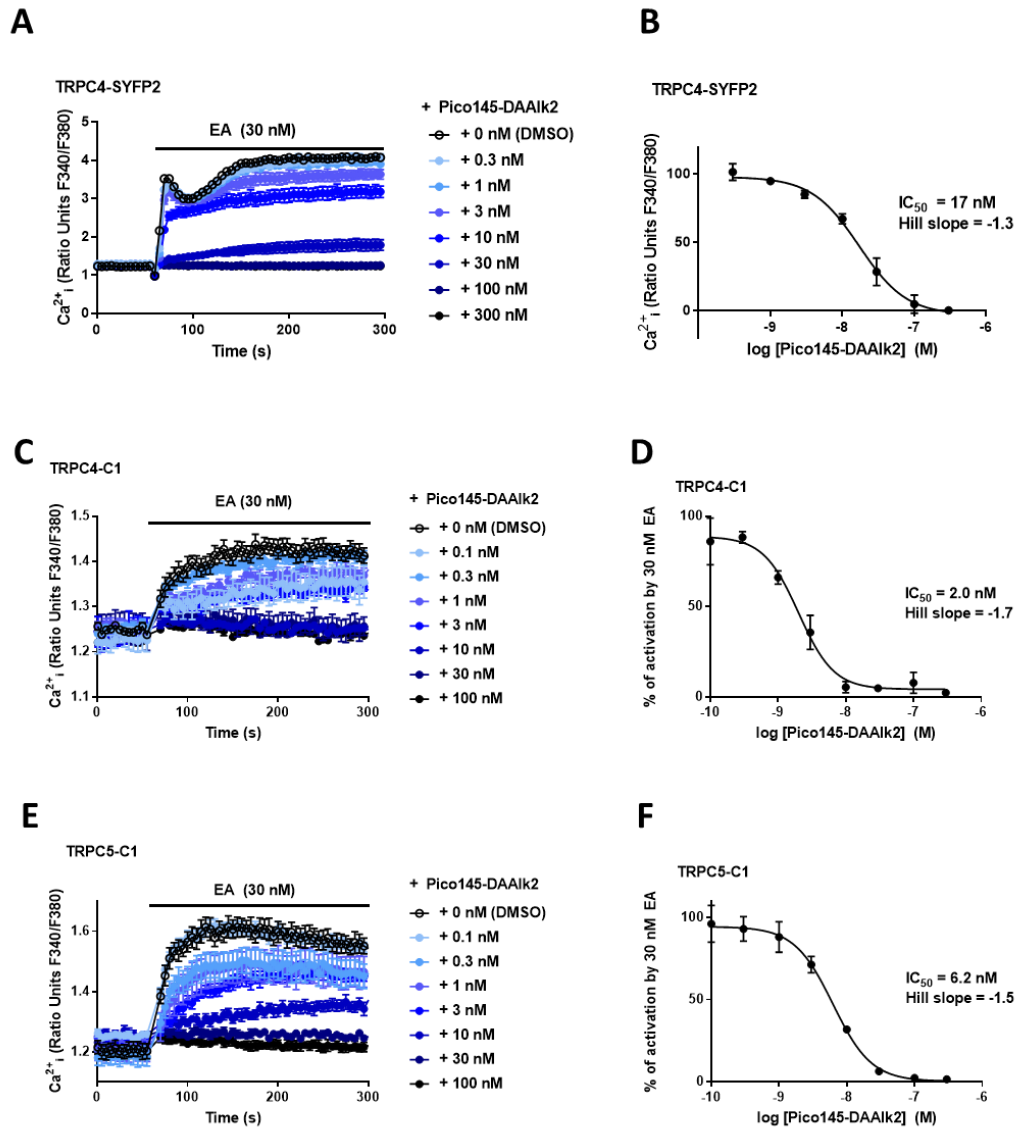 A
TRPC4-SYFP2
Ca2+i (Ratio Units F340/F380)
5
4
3
2
1
0
EA (30 nM)
0
100
200
300
Time (s)
+ Pico145-DAAlk2
+ 0 nM (DMSO)
+ 0.3 nM
+ 1 nM
+ 3 nM
+ 10 nM
+ 30 nM
+ 100 nM
+ 300 nM
B
TRPC4-SYFP2
Ca2+i (Ratio Units F340/F380)
100
50
0
-9
-8
-7
-6
log [Pico145-DAAlk2] (M)
IC50 = 17 nM
Hill slope = -1.3
C
TRPC4-C1
Ca2+i (Ratio Units F340/F380)
1.5
1.4
1.3
1.2
1.1
EA (30 nM)
0
100
200
300
Time (s)
+ Pico145-DAAlk2
+ 0 nM (DMSO)
+ 0.1 nM
+ 0.3 nM
+ 1 nM
+ 3 nM
+ 10 nM
+ 30 nM
+ 100 nM
D
TRPC4-C1
% of activation by 30 nM EA
100
50
0
-10
-9
-8
-7
-6
log [Pico145-DAAlk2] (M)
IC50 = 2.0 nM
Hill slope = -1.7
E
TRPC5-C1
Ca2+i (Ratio Units F340/F380)
1.6
1.4
1.2
EA (30 nM)
0
100
200
300
Time (s)
+ Pico145-DAAlk2
+ 0 nM (DMSO)
+ 0.1 nM
+ 0.3 nM
+ 1 nM
+ 3 nM
+ 10 nM
+ 30 nM
+ 100 nM
F
TRPC5-C1
% of activation by 30 nM EA
100
50
0
-10
-9
-8
-7
-6
log [Pico145-DAAlk2] (M)
IC50 = 6.2 nM
Hill slope = -1.5